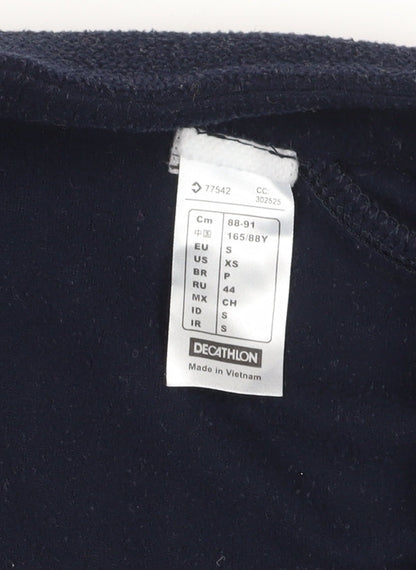 77542 CC:
302525
Cm 88-91
中国 165/88Y
EU S
US XS
BR P
RU 44
MX CH
ID S
IR S
DECATHLON
Made in Vietnam